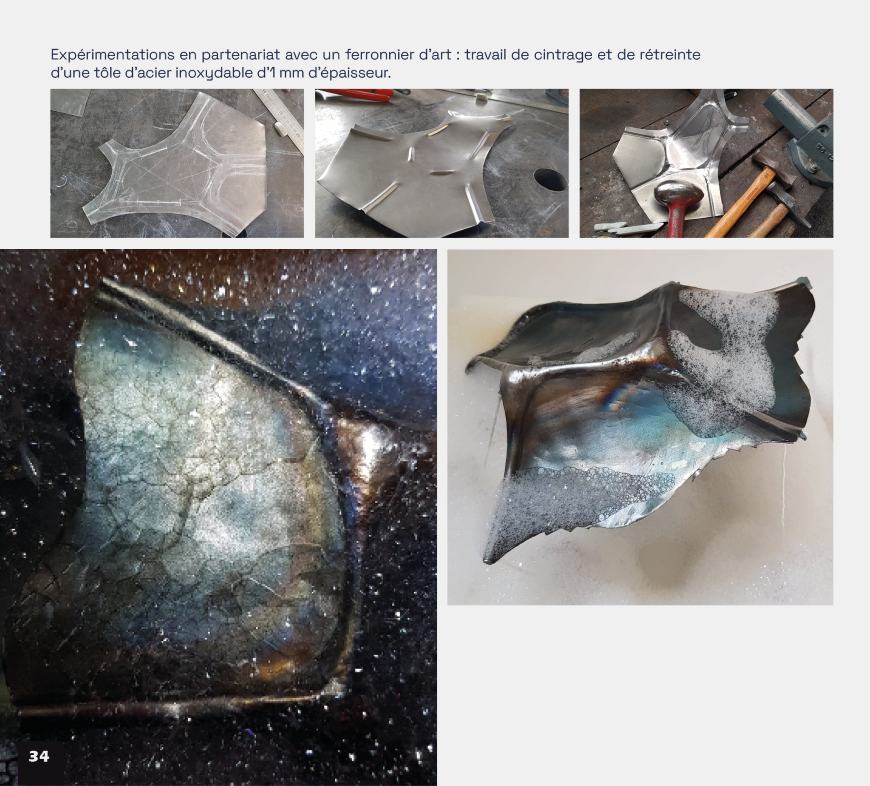 Expérimentations en partenariat avec un ferronnier d'art : travail de cintrage et de rétreinte
d'une tôle d'acier inoxydable d'1 mm d'épaisseur.
34